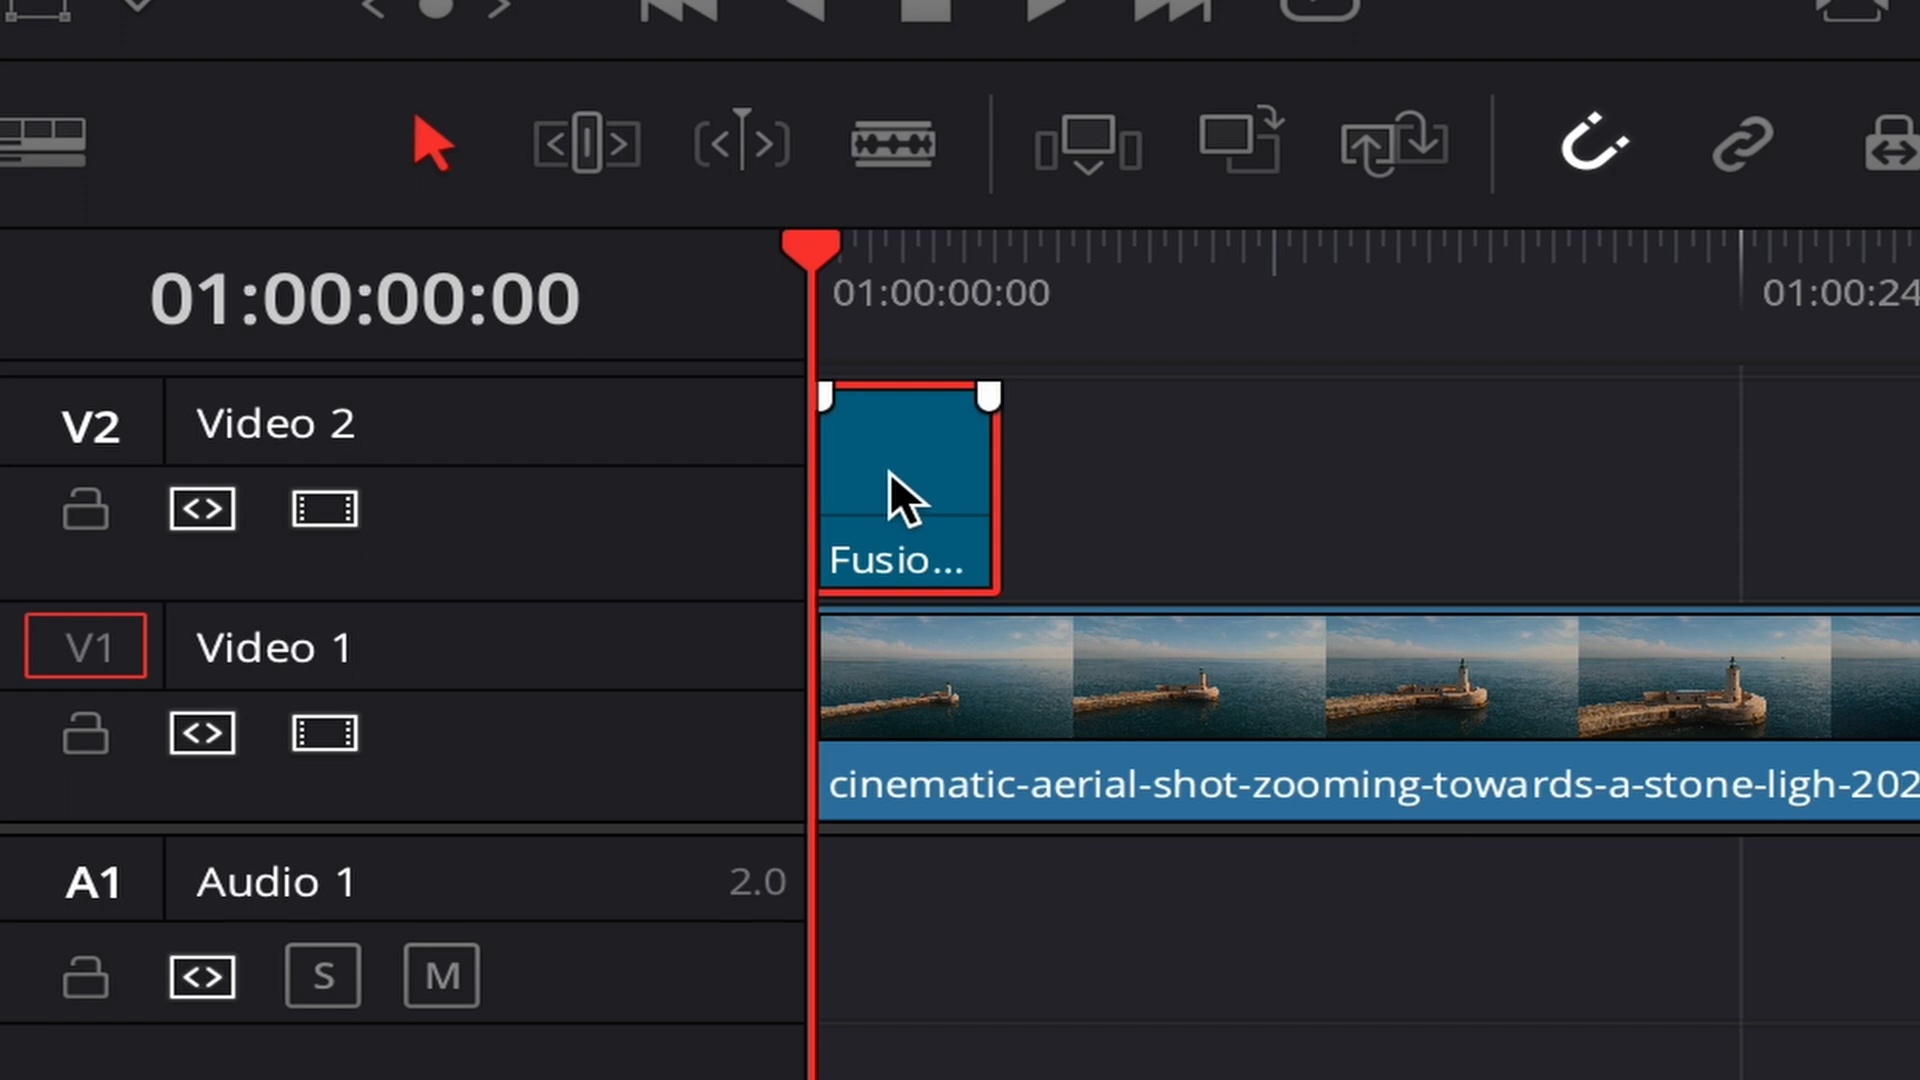 01:00:00:00
01:00:00:00
01:00:24
V2 Video 2
Fusio...
V1 Video 1
cinematic-aerial-shot-zooming-towards-a-stone-ligh-202
A1 Audio 1 2.0
S M